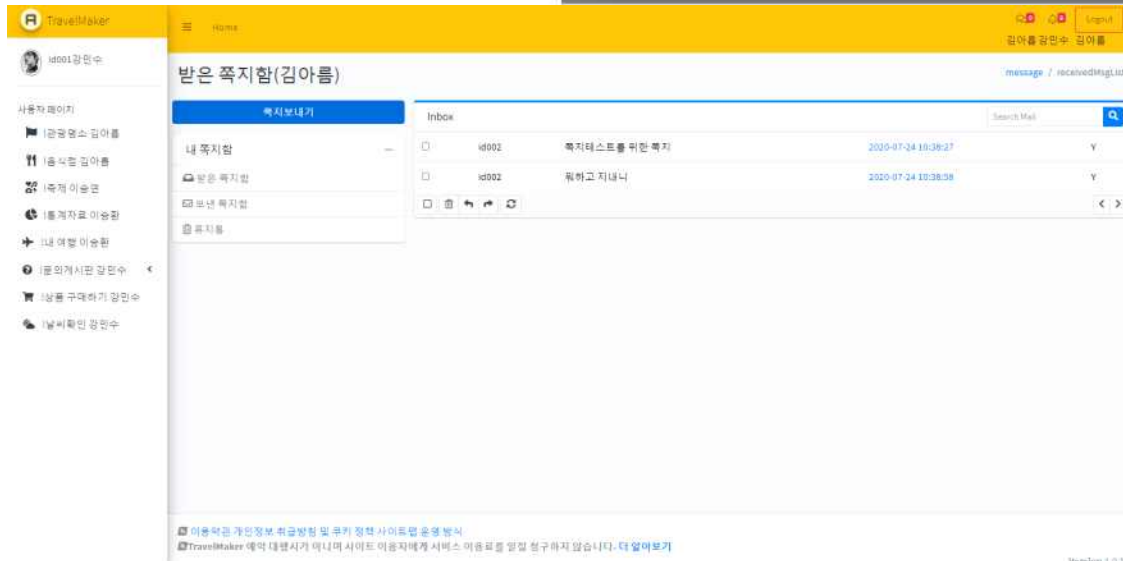 TravelMaker
Home
0 0 Logout
김아름 강민수 김아름
id001강민수
받은 쪽지함(김아름)
message / receivedMsgList
사용자 페이지
관광명소 김아름
음식점 김아름
축제 이승연
통계자료 이승환
내 여행 이승환
문의게시판 강민수
상품 구매하기 강민수
날씨확인 강민수
쪽지보내기
내 쪽지함
받은 쪽지함
보낸 쪽지함
휴지통
Inbox Search Mail
id002 쪽지테스트를 위한 쪽지 2020-07-24 10:38:27 Y
id002 뭐하고 지내니 2020-07-24 10:38:58 Y
이용약관 개인정보 취급방침 및 쿠키 정책 사이트맵 운영 방식
TravelMaker 예약 대행사가 아니며 사이트 이용자에게 서비스 이용료를 일절 청구하지 않습니다. 더 알아보기